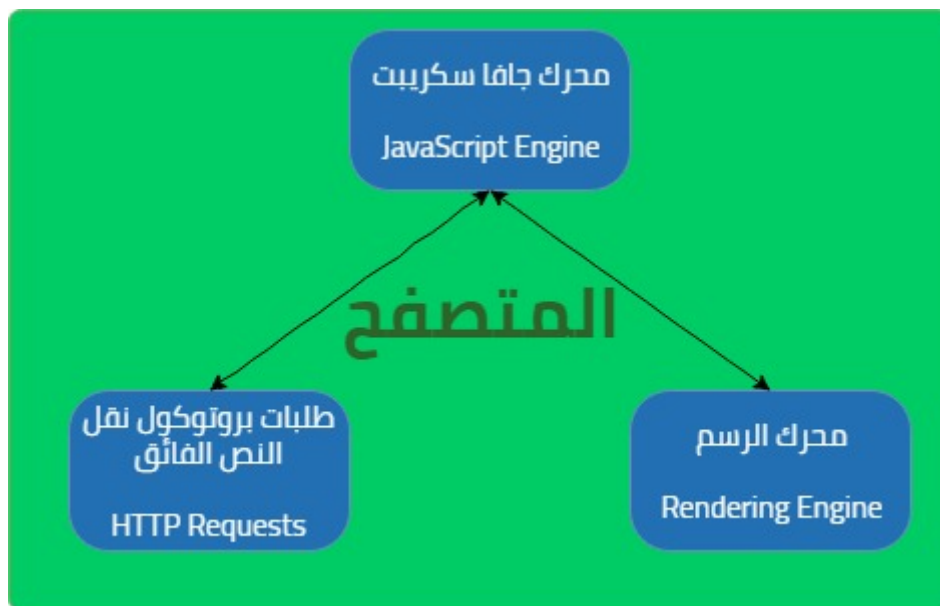 محرك جافا سكريبت
JavaScript Engine
المتصفح
طلبات بروتوكول نقل
النص الفائق
HTTP Requests
محرك الرسم
Rendering Engine